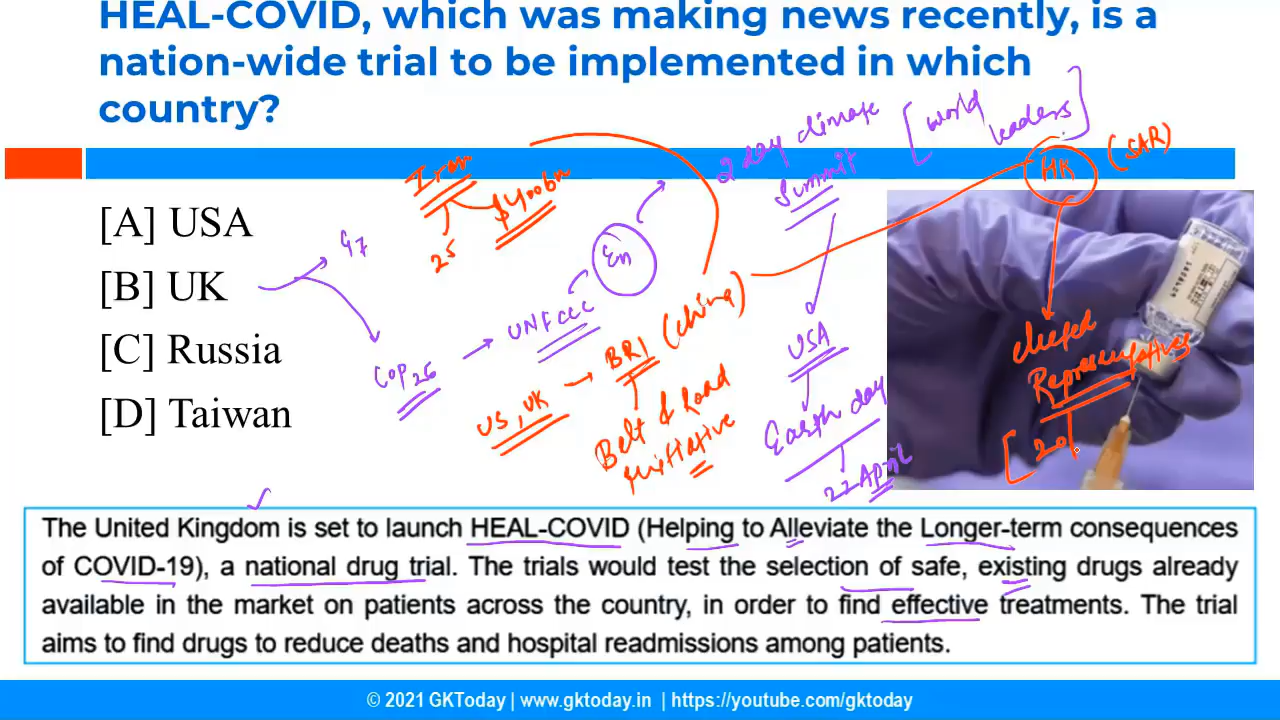 HEAL-COVID, which was making news recently, is a
nation-wide trial to be implemented in which
country?
2 day climate
Summit
[world
leaders]
HK (SAR)
Iran
$400bn
25
[A] USA
[B] UK
[C] Russia
[D] Taiwan
G7
COP26
UNFCCC
En
US, UK
BRI (China)
Belt & Road
Initiative
USA
Earth day
22 April
elected
Representatives
[20
The United Kingdom is set to launch HEAL-COVID (Helping to Alleviate the Longer-term consequences
of COVID-19), a national drug trial. The trials would test the selection of safe, existing drugs already
available in the market on patients across the country, in order to find effective treatments. The trial
aims to find drugs to reduce deaths and hospital readmissions among patients.
© 2021 GKToday | www.gktoday.in | https://youtube.com/gktoday